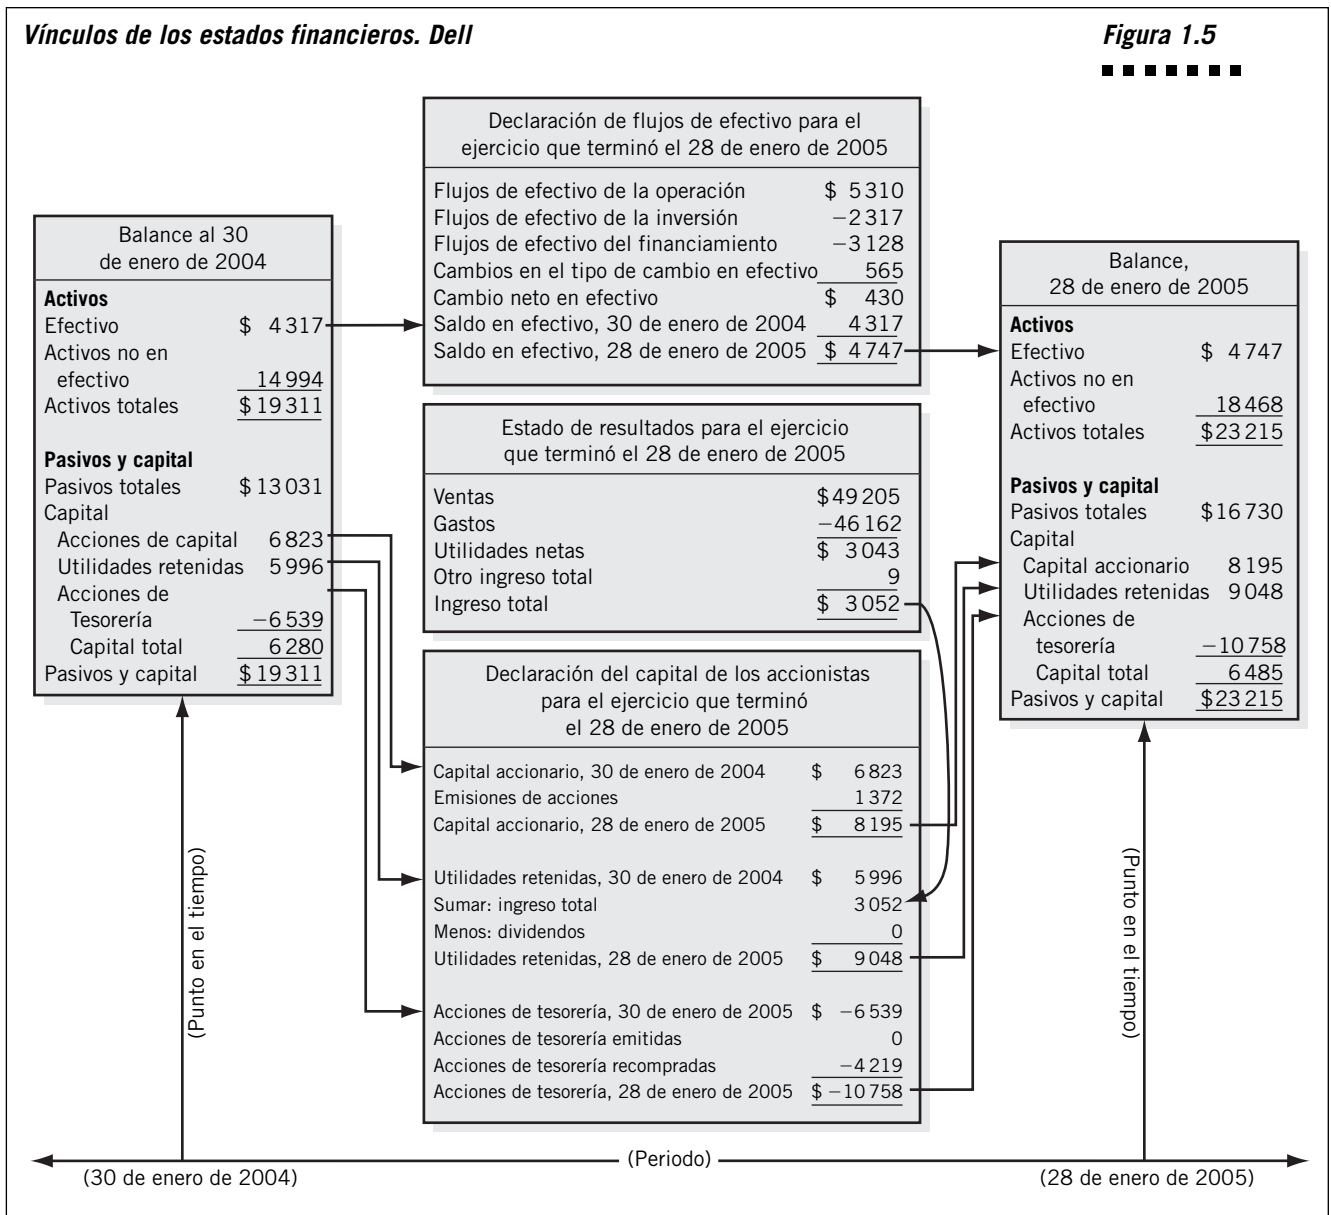 Vínculos de los estados financieros. Dell
Figura 1.5
Balance al 30
de enero de 2004
Activos
Efectivo $ 4 317
Activos no en
efectivo 14 994
Activos totales $ 19 311
Pasivos y capital
Pasivos totales $ 13 031
Capital
Acciones de capital 6 823
Utilidades retenidas 5 996
Acciones de
Tesorería −6 539
Capital total 6 280
Pasivos y capital $ 19 311
Declaración de flujos de efectivo para el
ejercicio que terminó el 28 de enero de 2005
Flujos de efectivo de la operación $ 5 310
Flujos de efectivo de la inversión −2 317
Flujos de efectivo del financiamiento −3 128
Cambios en el tipo de cambio en efectivo 565
Cambio neto en efectivo $ 430
Saldo en efectivo, 30 de enero de 2004 4 317
Saldo en efectivo, 28 de enero de 2005 $ 4 747
Estado de resultados para el ejercicio
que terminó el 28 de enero de 2005
Ventas $ 49 205
Gastos −46 162
Utilidades netas $ 3 043
Otro ingreso total 9
Ingreso total $ 3 052
Declaración del capital de los accionistas
para el ejercicio que terminó
el 28 de enero de 2005
Capital accionario, 30 de enero de 2004 $ 6 823
Emisiones de acciones 1 372
Capital accionario, 28 de enero de 2005 $ 8 195
Utilidades retenidas, 30 de enero de 2004 $ 5 996
Sumar: ingreso total 3 052
Menos: dividendos 0
Utilidades retenidas, 28 de enero de 2005 $ 9 048
Acciones de tesorería, 30 de enero de 2005 $ −6 539
Acciones de tesorería emitidas 0
Acciones de tesorería recompradas −4 219
Acciones de tesorería, 28 de enero de 2005 $ −10 758
Balance,
28 de enero de 2005
Activos
Efectivo $ 4 747
Activos no en
efectivo 18 468
Activos totales $23 215
Pasivos y capital
Pasivos totales $16 730
Capital
Capital accionario 8 195
Utilidades retenidas 9 048
Acciones de
tesorería −10 758
Capital total 6 485
Pasivos y capital $23 215
(Punto en el tiempo)
(Punto en el tiempo)
(Periodo)
(30 de enero de 2004)
(28 de enero de 2005)